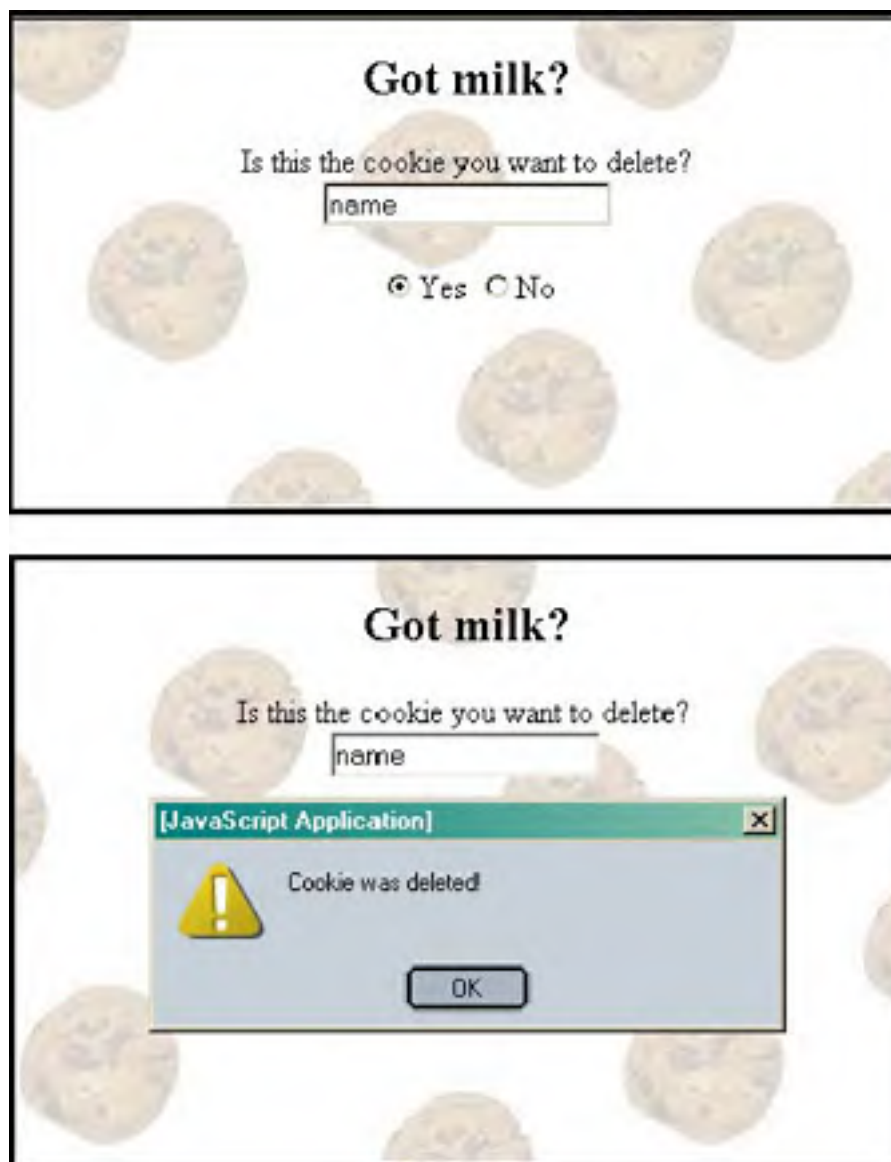 Got milk?
Is this the cookie you want to delete?
name
Yes No
Got milk?
Is this the cookie you want to delete?
name
[JavaScript Application]
Cookie was deleted!
OK